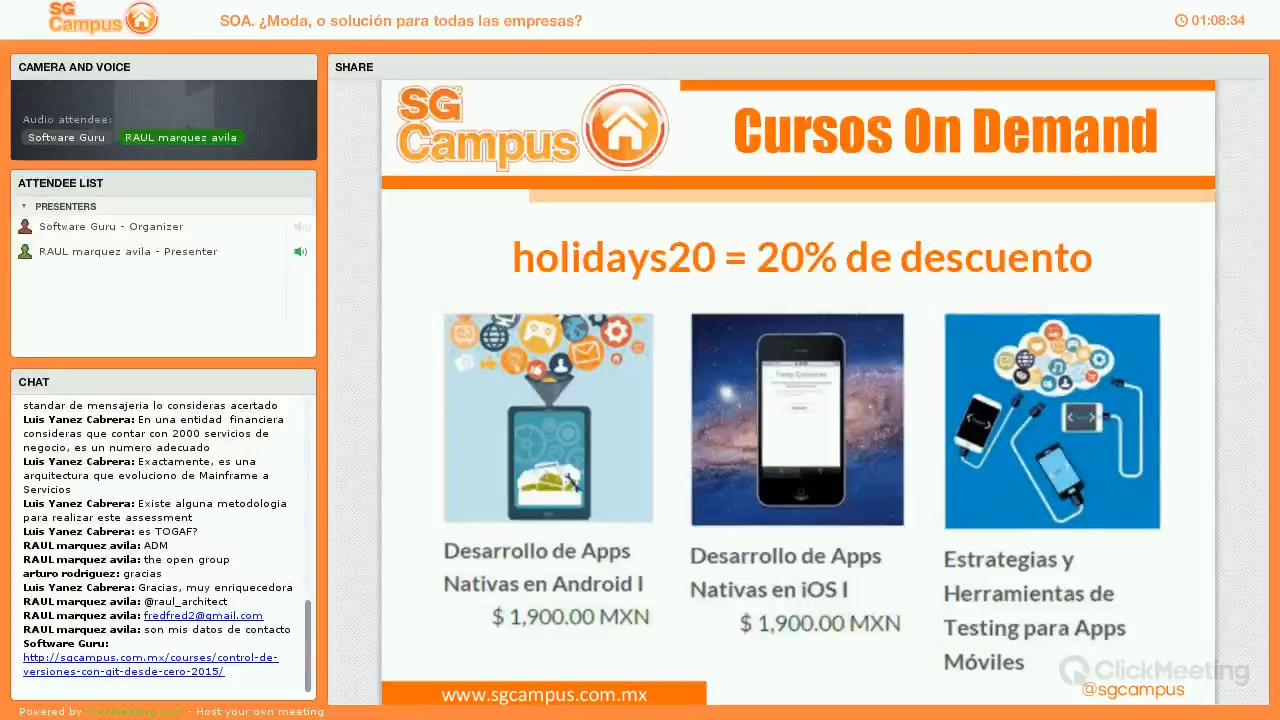 SG Campus
SOA. ¿Moda, o solución para todas las empresas?
01:08:34
CAMERA AND VOICE
Audio attendee:
Software Guru RAUL marquez avila
ATTENDEE LIST
PRESENTERS
Software Guru - Organizer
RAUL marquez avila - Presenter
CHAT
standar de mensajeria lo consideras acertado
Luis Yanez Cabrera: En una entidad financiera
consideras que contar con 2000 servicios de
negocio, es un numero adecuado
Luis Yanez Cabrera: Exactamente, es una
arquitectura que evoluciono de Mainframe a
Servicios
Luis Yanez Cabrera: Existe alguna metodologia
para realizar este assessment
Luis Yanez Cabrera: es TOGAF?
RAUL marquez avila: ADM
RAUL marquez avila: the open group
arturo rodriguez: gracias
Luis Yanez Cabrera: Gracias, muy enriquecedora
RAUL marquez avila: @raul_architect
RAUL marquez avila: fredfred2@gmail.com
RAUL marquez avila: son mis datos de contacto
Software Guru:
http://sgcampus.com.mx/courses/control-de-
versiones-con-git-desde-cero-2015/
Powered by ClickMeeting.com - Host your own meeting
SHARE
SG Campus
Cursos On Demand
holidays20 = 20% de descuento
Desarrollo de Apps
Nativas en Android I
$ 1,900.00 MXN
Desarrollo de Apps
Nativas en iOS I
$ 1,900.00 MXN
Estrategias y
Herramientas de
Testing para Apps
Móviles
ClickMeeting
@sgcampus
www.sgcampus.com.mx